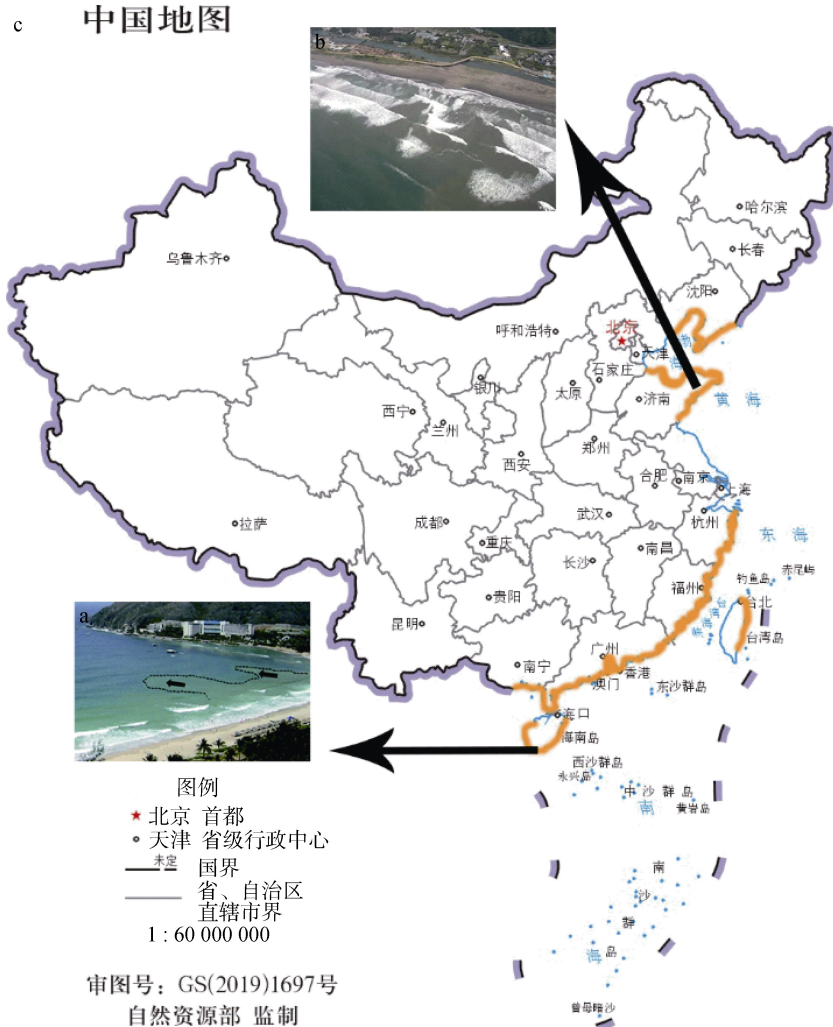 c
中国地图
b
哈尔滨
长春
乌鲁木齐
沈阳
呼和浩特
北京
渤
海
天津
石家庄
银川
太原
济南
黄 海
西宁
兰州
郑州
西安
合肥
南京
上海
拉萨
成都
武汉
杭州
重庆
东 海
南昌
长沙
赤尾屿
钓鱼岛
贵阳
福州
台北
a
昆明
台湾岛
台
湾
海
峡
广州
南宁
香港
澳门
东沙群岛
海口
海南岛
西沙群岛
永兴岛
中沙群岛
南
黄岩岛
图例
北京 首都
天津 省级行政中心
未定
国界
省、自治区
直辖市界
1 : 60 000 000
南
沙
群
岛
海
曾母暗沙
审图号：GS(2019)1697号
自然资源部 监制